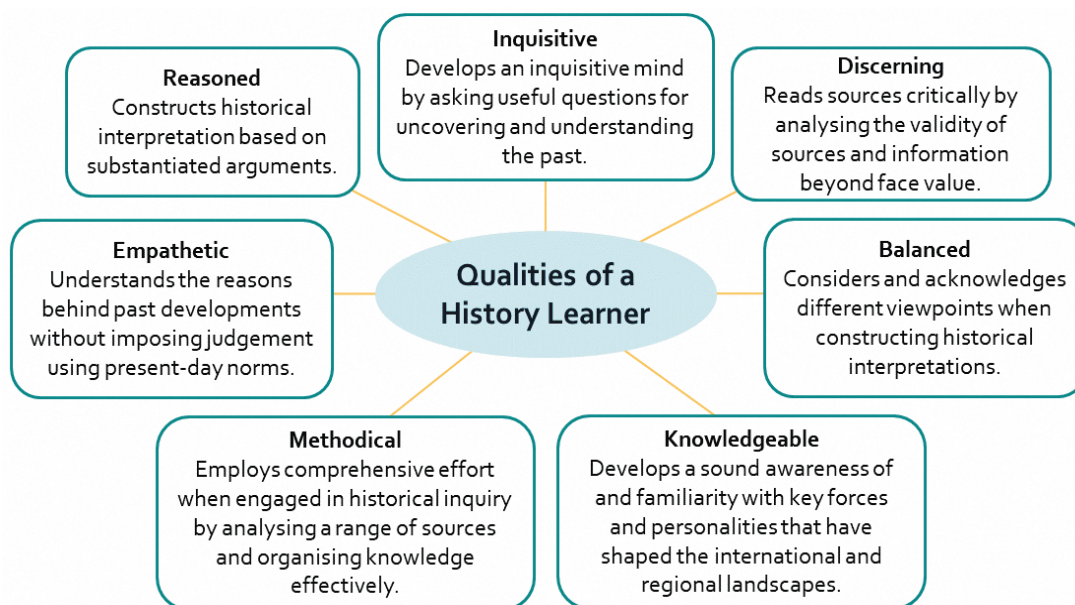 Inquisitive
Develops an inquisitive mind
by asking useful questions for
uncovering and understanding
the past.
Reasoned
Constructs historical
interpretation based on
substantiated arguments.
Discerning
Reads sources critically by
analysing the validity of
sources and information
beyond face value.
Empathetic
Understands the reasons
behind past developments
without imposing judgement
using present-day norms.
Qualities of a
History Learner
Balanced
Considers and acknowledges
different viewpoints when
constructing historical
interpretations.
Methodical
Employs comprehensive effort
when engaged in historical inquiry
by analysing a range of sources
and organising knowledge
effectively.
Knowledgeable
Develops a sound awareness of
and familiarity with key forces
and personalities that have
shaped the international and
regional landscapes.